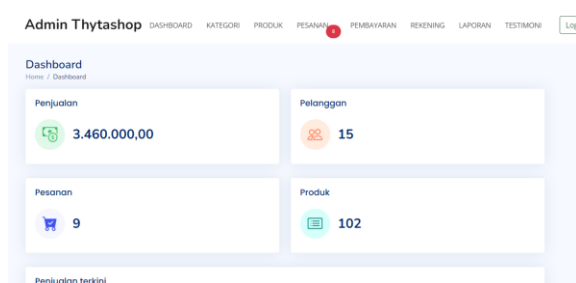 Admin Thytashop DASHBOARD KATEGORI PRODUK PESANAN PEMBAYARAN REKENING LAPORAN TESTIMONI
Dashboard
Home / Dashboard
Penjualan
3.460.000,00
Pelanggan
15
Pesanan
9
Produk
102
Penjualan terkini